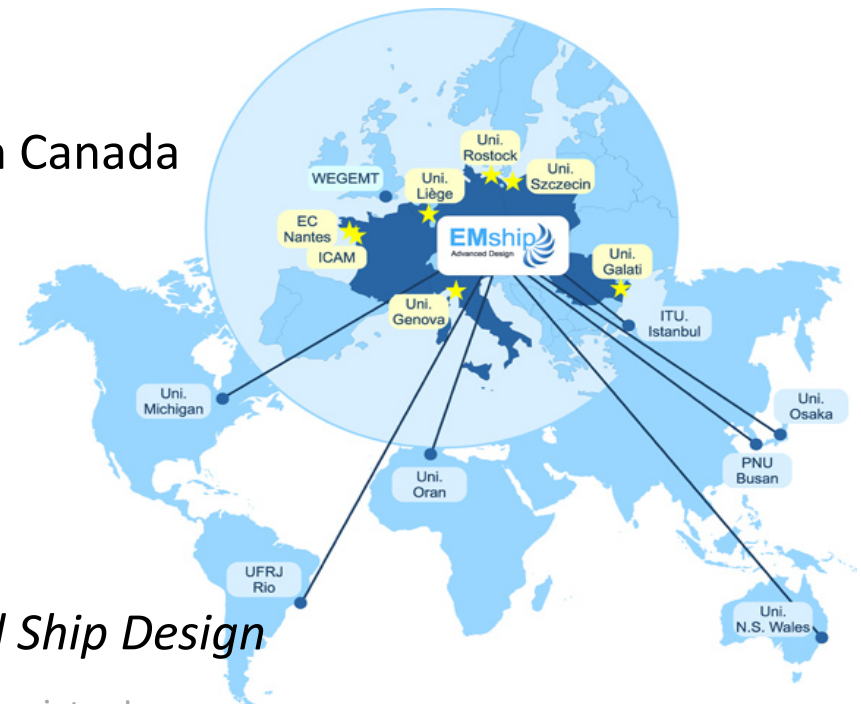 Canada
Uni.
Rostock
WEGEMT
Uni.
Liège
Uni.
Szczecin
EC
Nantes
ICAM
EMship
Advanced Design
Uni.
Galati
Uni.
Genova
ITU.
Istanbul
Uni.
Michigan
Uni.
Osaka
Uni.
Oran
PNU
Busan
UFRJ
Rio
Uni.
N.S. Wales
Ship Design